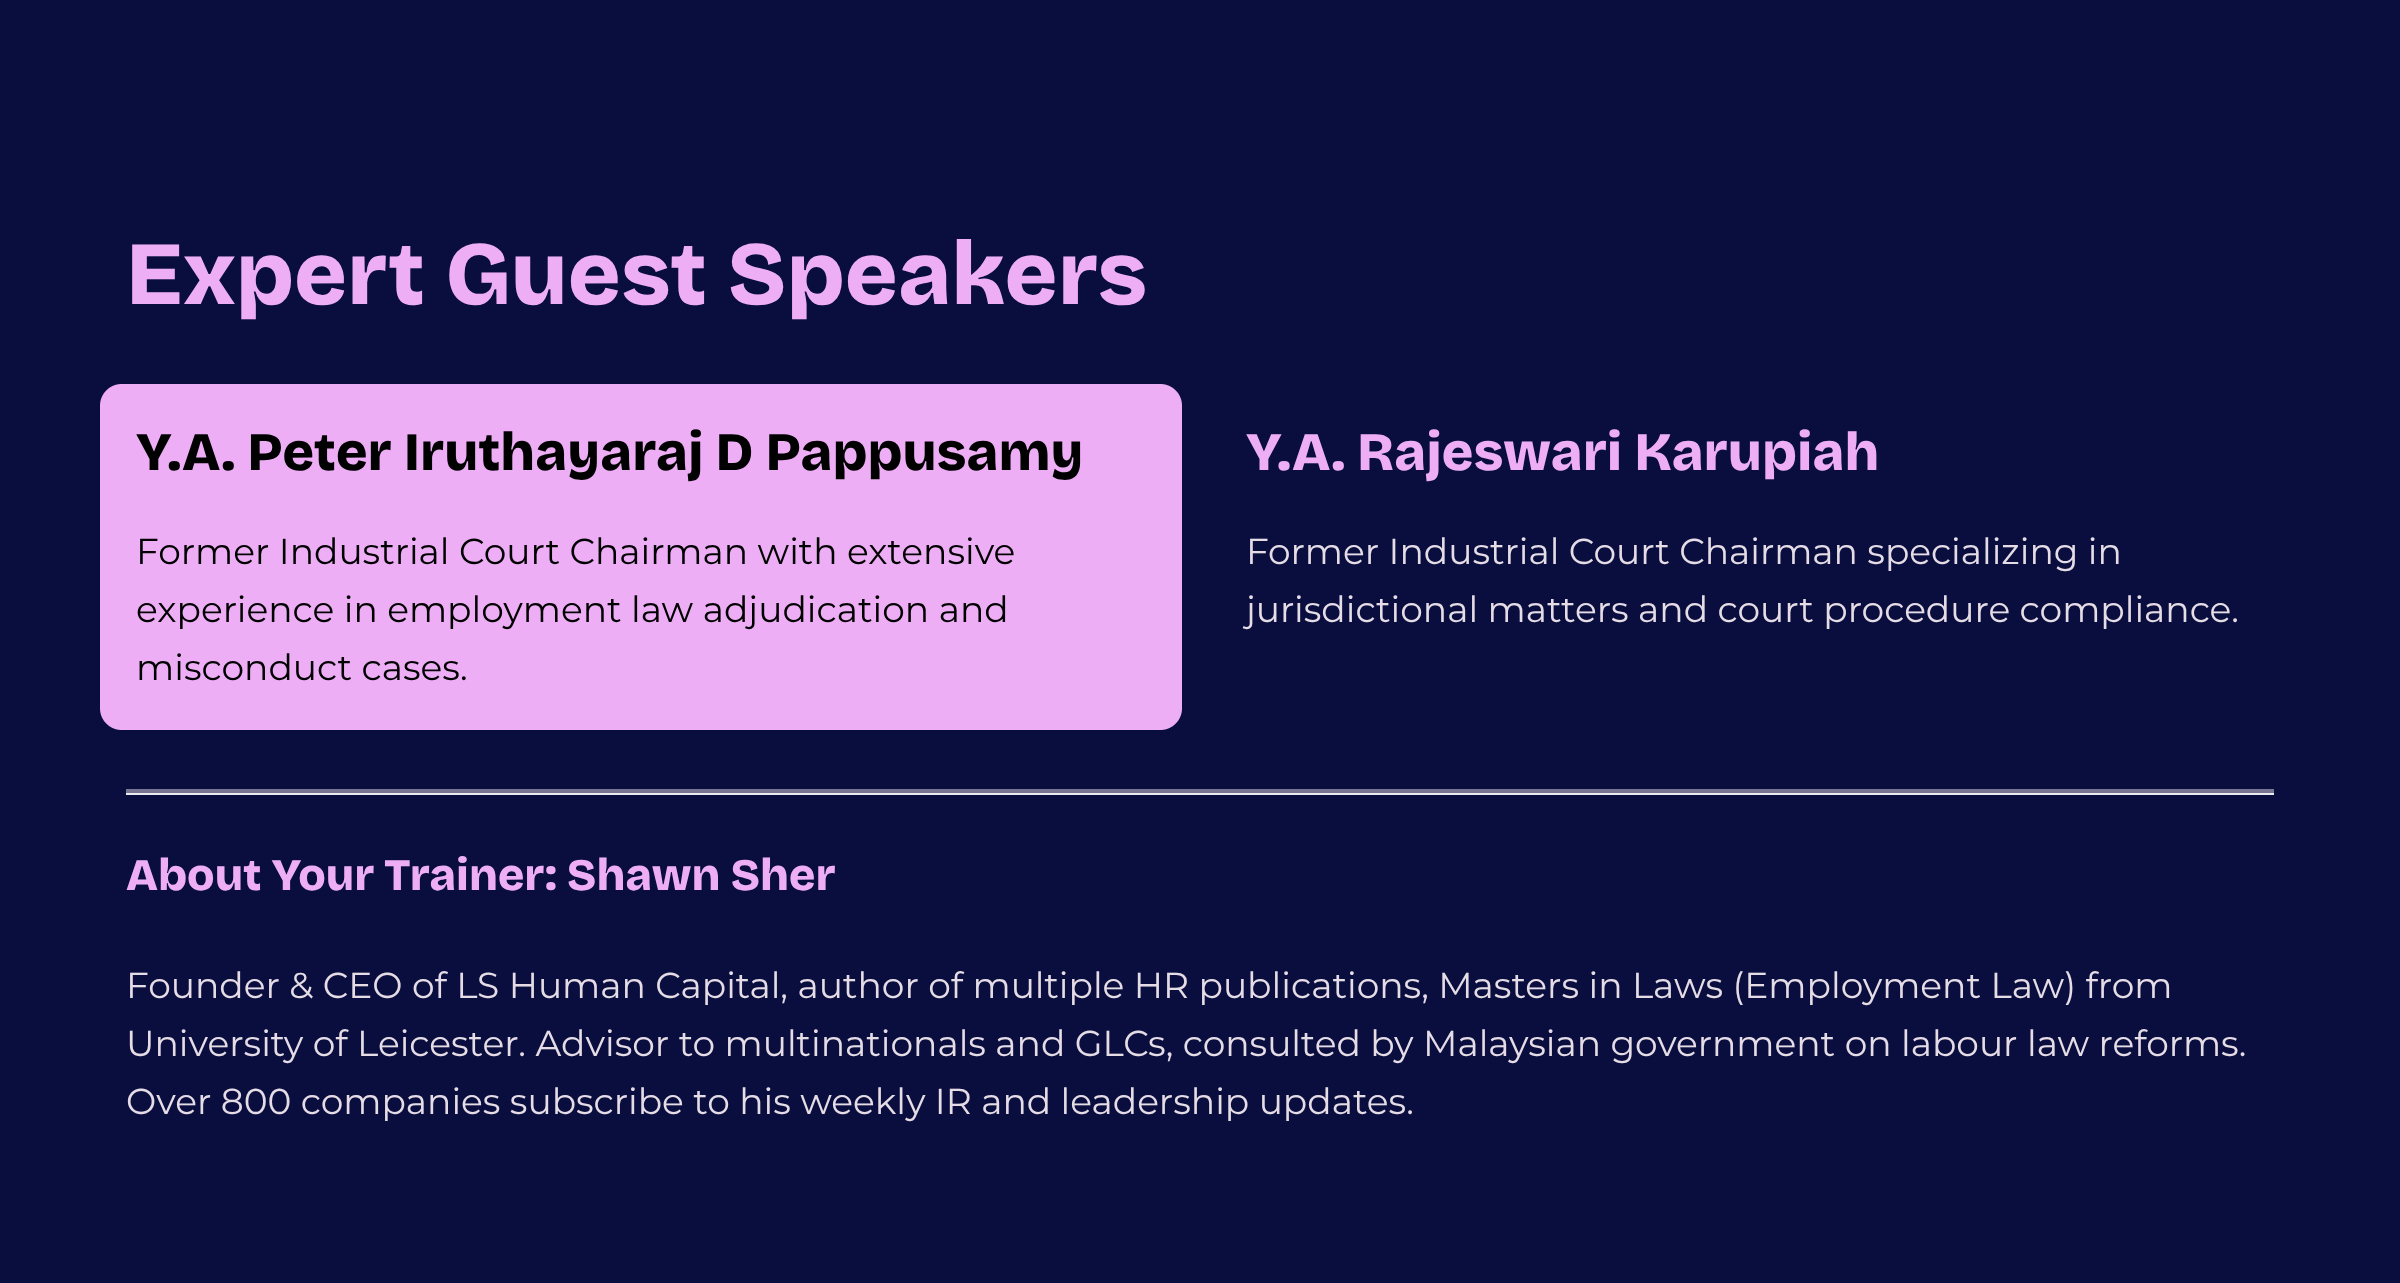 Expert Guest Speakers
Y.A. Peter Iruthayaraj D Pappusamy
Former Industrial Court Chairman with extensive
experience in employment law adjudication and
misconduct cases.
Y.A. Rajeswari Karupiah
Former Industrial Court Chairman specializing in
jurisdictional matters and court procedure compliance.
About Your Trainer: Shawn Sher
Founder & CEO of LS Human Capital, author of multiple HR publications, Masters in Laws (Employment Law) from
University of Leicester. Advisor to multinationals and GLCs, consulted by Malaysian government on labour law reforms.
Over 800 companies subscribe to his weekly IR and leadership updates.